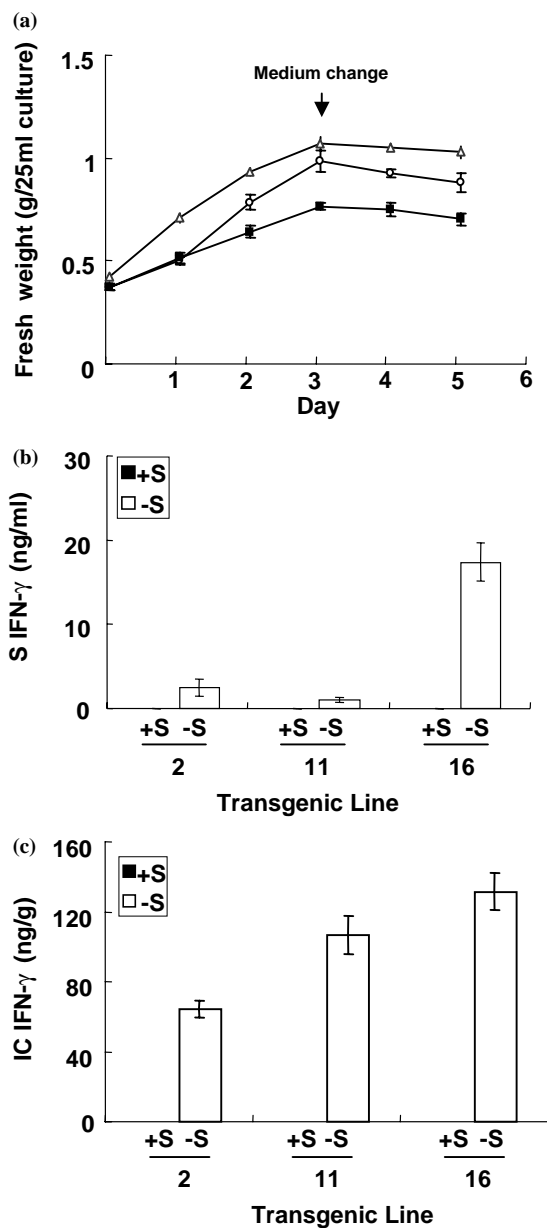 (a)
1.5
Medium change
1
0.5
0
Fresh weight (g/25ml culture)
1 2 3 4 5 6
Day
(b)
30
+S
-S
20
10
0
S IFN-γ (ng/ml)
+S -S +S -S +S -S
2 11 16
Transgenic Line
(c)
160
+S
-S
120
80
40
0
IC IFN-γ (ng/g)
+S -S +S -S +S -S
2 11 16
Transgenic Line